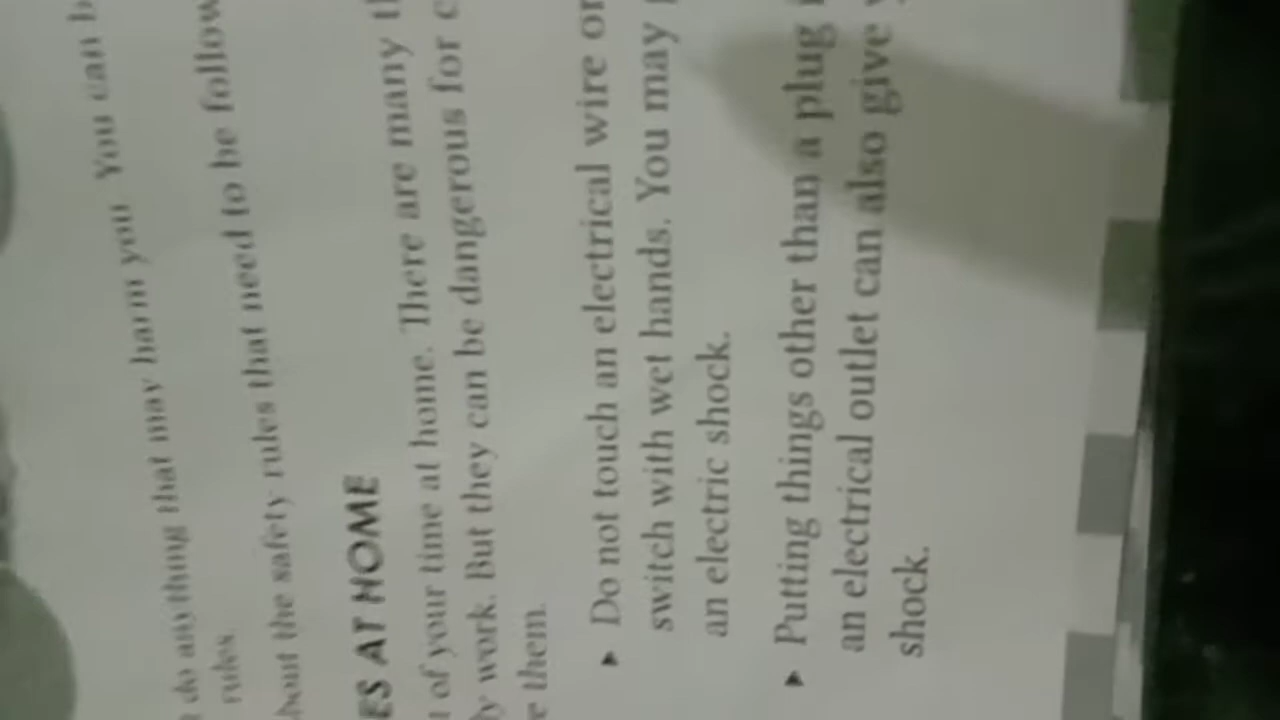 do anything that may harm you. You can
rules.
about the safety rules that need to be follow
ES AT HOME
of your time at home. There are many
ly work. But they can be dangerous for
e them.
▸ Do not touch an electrical wire or
switch with wet hands. You may
an electric shock.
▸ Putting things other than a plug
an electrical outlet can also give
shock.